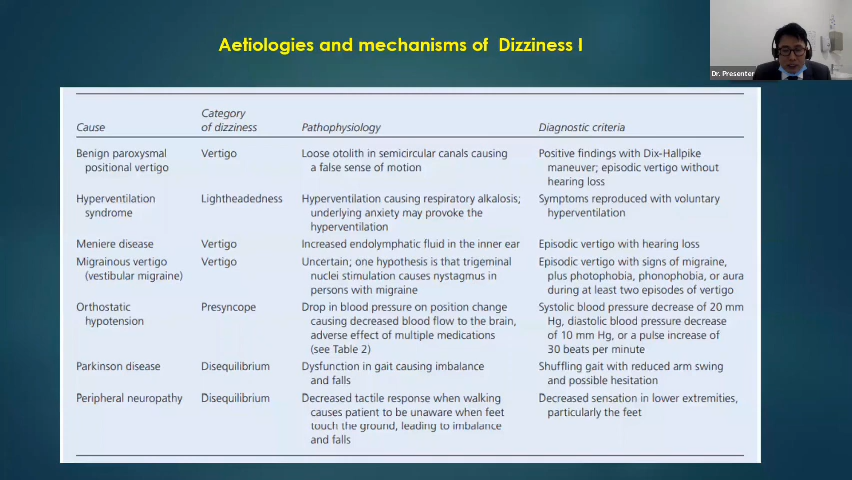 Aetiologies and mechanisms of Dizziness I
Dr. Presenter
Cause
Category
of dizziness
Pathophysiology
Diagnostic criteria
Benign paroxysmal
positional vertigo
Vertigo
Loose otolith in semicircular canals causing
a false sense of motion
Positive findings with Dix-Hallpike
maneuver; episodic vertigo without
hearing loss
Hyperventilation
syndrome
Lightheadedness
Hyperventilation causing respiratory alkalosis;
underlying anxiety may provoke the
hyperventilation
Symptoms reproduced with voluntary
hyperventilation
Meniere disease
Vertigo
Increased endolymphatic fluid in the inner ear
Episodic vertigo with hearing loss
Migrainous vertigo
(vestibular migraine)
Vertigo
Uncertain; one hypothesis is that trigeminal
nuclei stimulation causes nystagmus in
persons with migraine
Episodic vertigo with signs of migraine,
plus photophobia, phonophobia, or aura
during at least two episodes of vertigo
Orthostatic
hypotension
Presyncope
Drop in blood pressure on position change
causing decreased blood flow to the brain,
adverse effect of multiple medications
(see Table 2)
Systolic blood pressure decrease of 20 mm
Hg, diastolic blood pressure decrease
of 10 mm Hg, or a pulse increase of
30 beats per minute
Parkinson disease
Disequilibrium
Dysfunction in gait causing imbalance
and falls
Shuffling gait with reduced arm swing
and possible hesitation
Peripheral neuropathy
Disequilibrium
Decreased tactile response when walking
causes patient to be unaware when feet
touch the ground, leading to imbalance
and falls
Decreased sensation in lower extremities,
particularly the feet